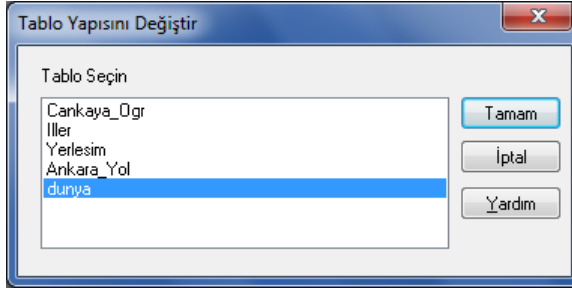 Tablo Yapısını Değiştir
Tablo Seçin
Cankaya_Ogr
Iller
Yerlesim
Ankara_Yol
dunya
Tamam
İptal
Yardım